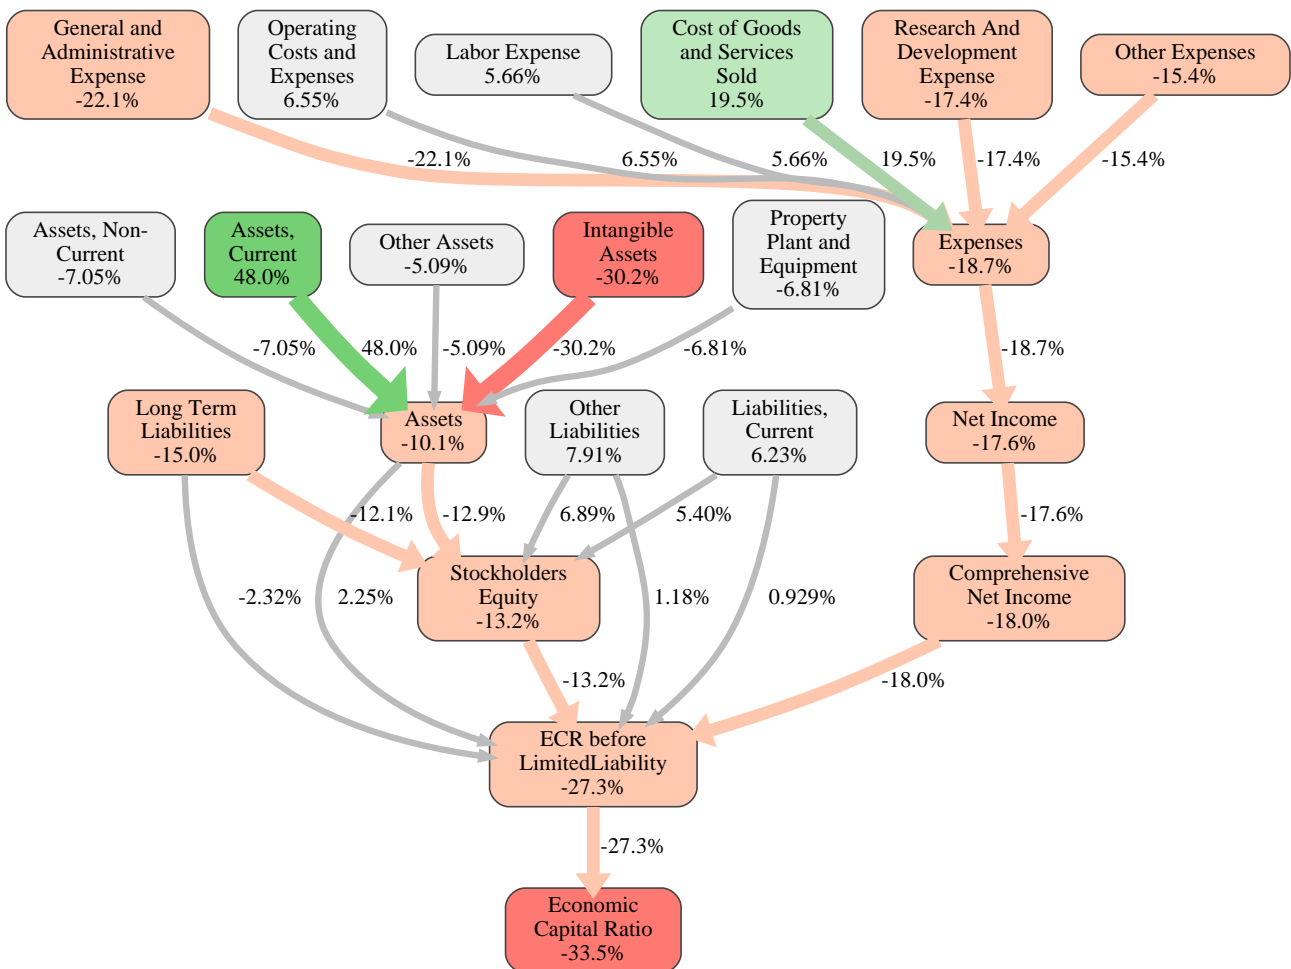 General and
Administrative
Expense
-22.1%
Operating
Costs and
Expenses
6.55%
Labor Expense
5.66%
Cost of Goods
and Services
Sold
19.5%
Research And
Development
Expense
-17.4%
Other Expenses
-15.4%
-22.1%
6.55%
5.66%
19.5%
-17.4%
-15.4%
Assets, Non-
Current
-7.05%
Assets,
Current
48.0%
Other Assets
-5.09%
Intangible
Assets
-30.2%
Property
Plant and
Equipment
-6.81%
Expenses
-18.7%
-7.05%
48.0%
-5.09%
-30.2%
-6.81%
-18.7%
Long Term
Liabilities
-15.0%
Assets
-10.1%
Other
Liabilities
7.91%
Liabilities,
Current
6.23%
Net Income
-17.6%
-12.1%
-12.9%
6.89%
5.40%
-17.6%
-2.32%
2.25%
Stockholders
Equity
-13.2%
1.18%
0.929%
Comprehensive
Net Income
-18.0%
-13.2%
-18.0%
ECR before
LimitedLiability
-27.3%
-27.3%
Economic
Capital Ratio
-33.5%